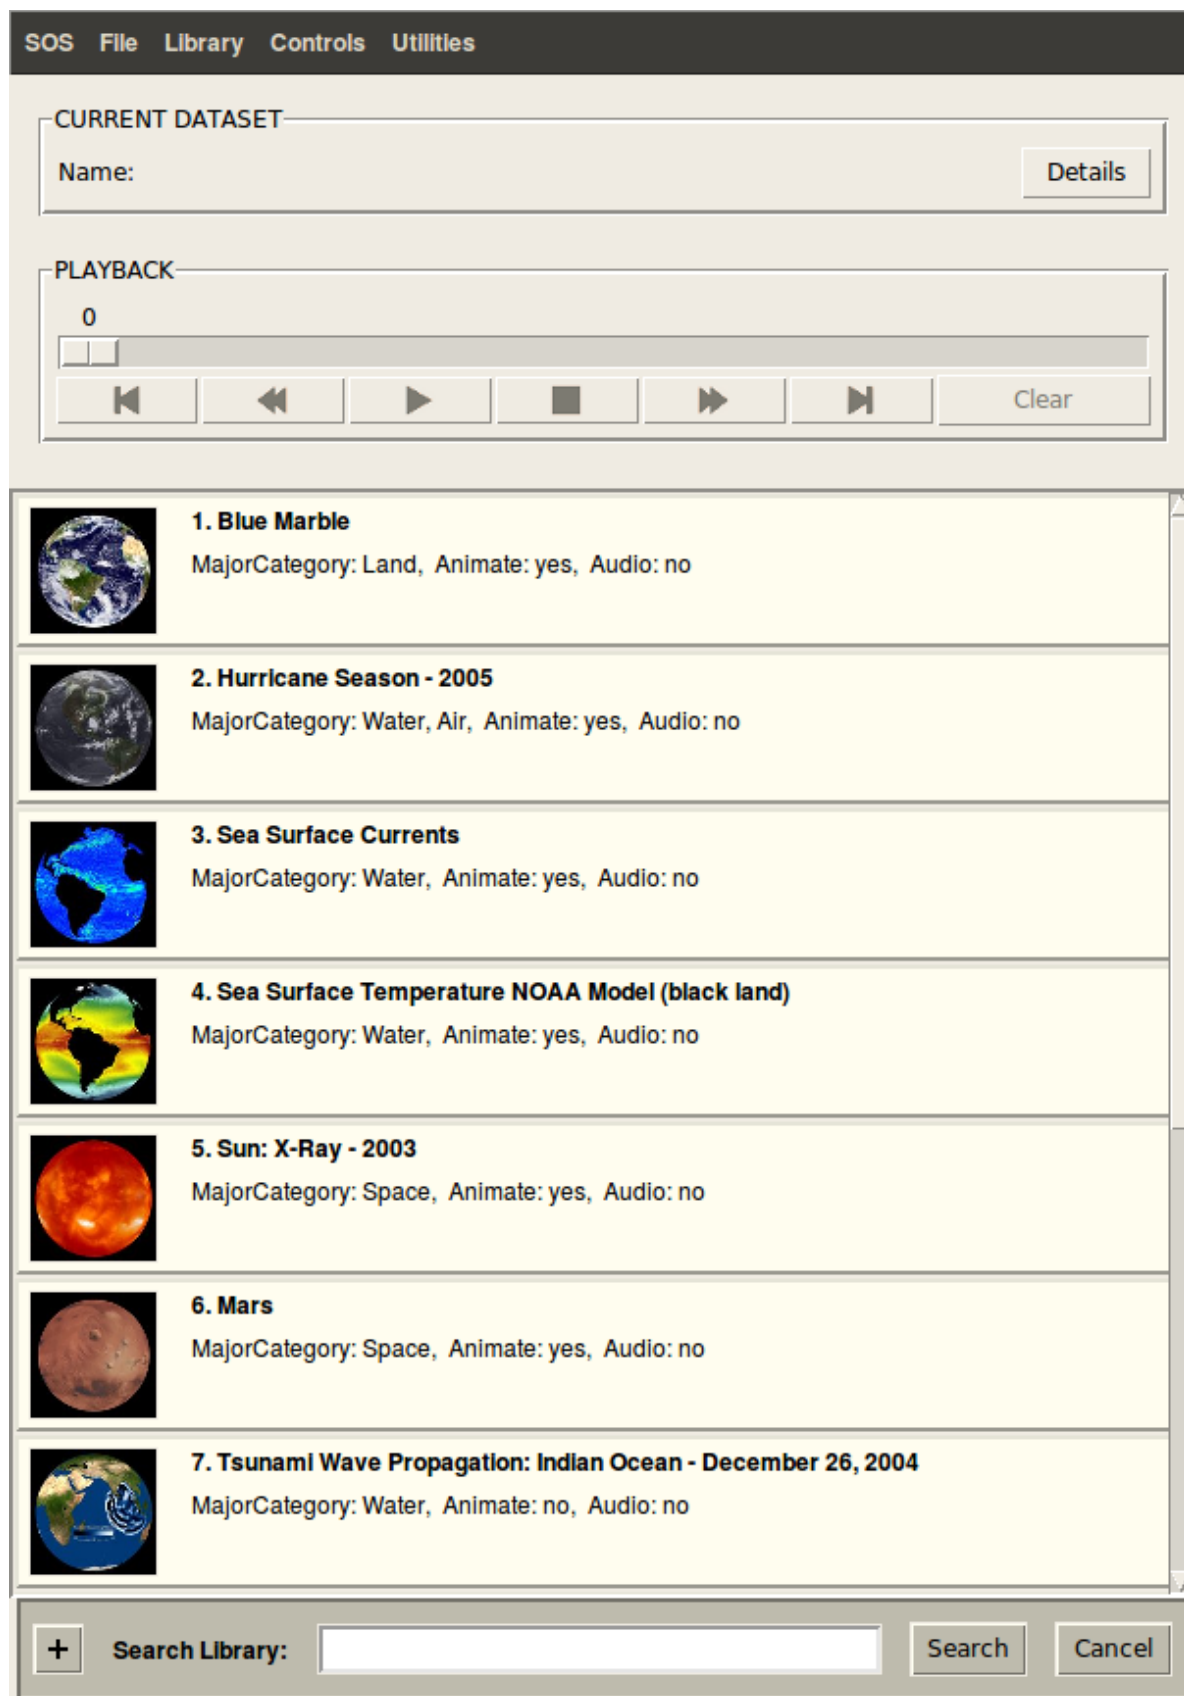 SOS File Library Controls Utilities
CURRENT DATASET
Name: Details
PLAYBACK
0
Clear
1. Blue Marble
MajorCategory: Land, Animate: yes, Audio: no
2. Hurricane Season - 2005
MajorCategory: Water, Air, Animate: yes, Audio: no
3. Sea Surface Currents
MajorCategory: Water, Animate: yes, Audio: no
4. Sea Surface Temperature NOAA Model (black land)
MajorCategory: Water, Animate: yes, Audio: no
5. Sun: X-Ray - 2003
MajorCategory: Space, Animate: yes, Audio: no
6. Mars
MajorCategory: Space, Animate: yes, Audio: no
7. Tsunami Wave Propagation: Indian Ocean - December 26, 2004
MajorCategory: Water, Animate: no, Audio: no
+ Search Library: Search Cancel